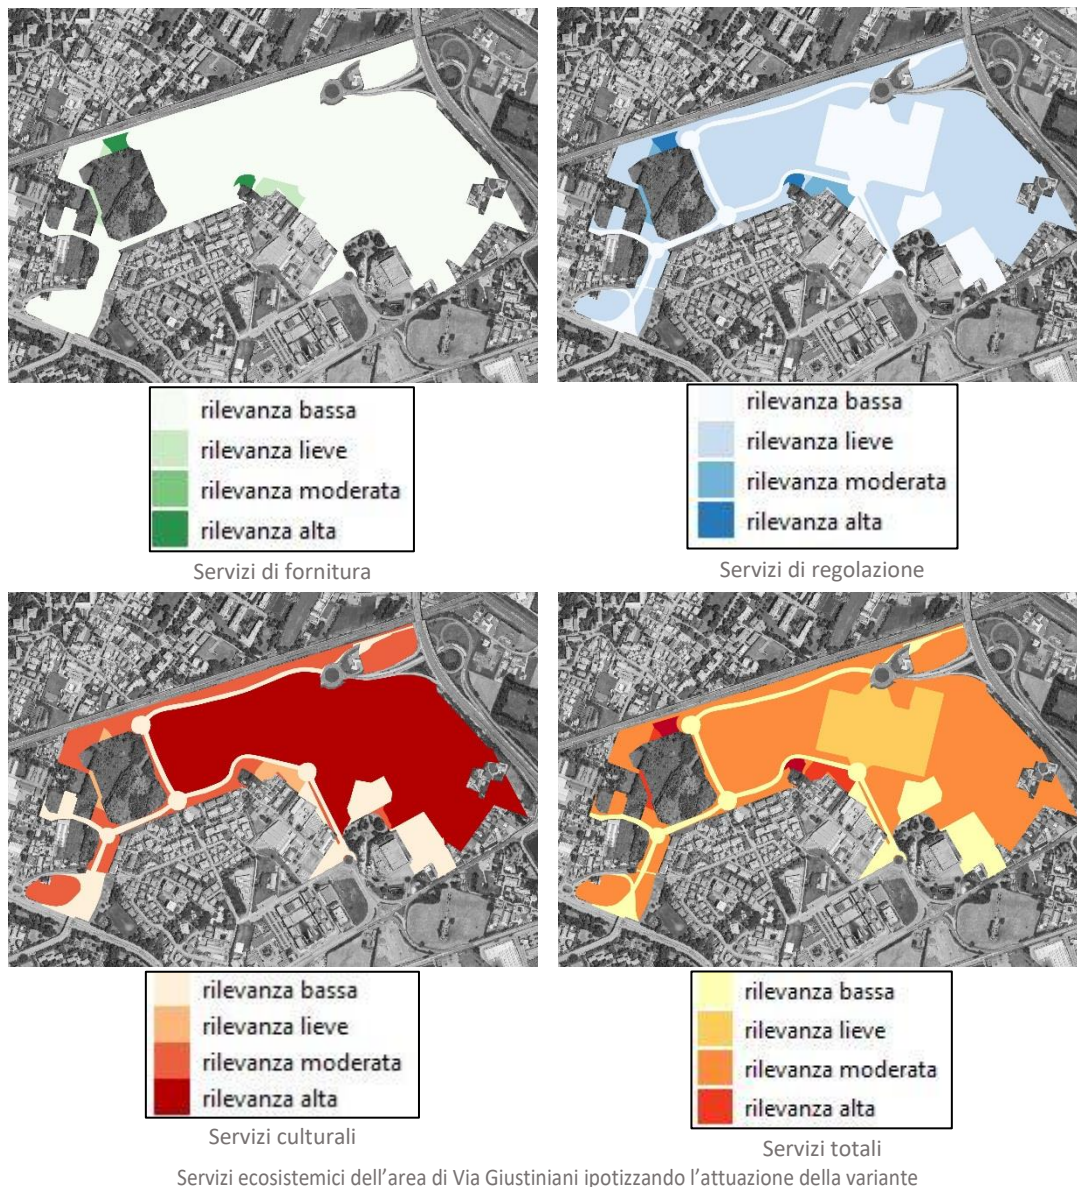 rilevanza bassa
rilevanza lieve
rilevanza moderata
rilevanza alta
Servizi di fornitura
rilevanza bassa
rilevanza lieve
rilevanza moderata
rilevanza alta
Servizi di regolazione
rilevanza bassa
rilevanza lieve
rilevanza moderata
rilevanza alta
Servizi culturali
rilevanza bassa
rilevanza lieve
rilevanza moderata
rilevanza alta
Servizi totali
Servizi ecosistemici dell'area di Via Giustiniani ipotizzando l'attuazione della variante